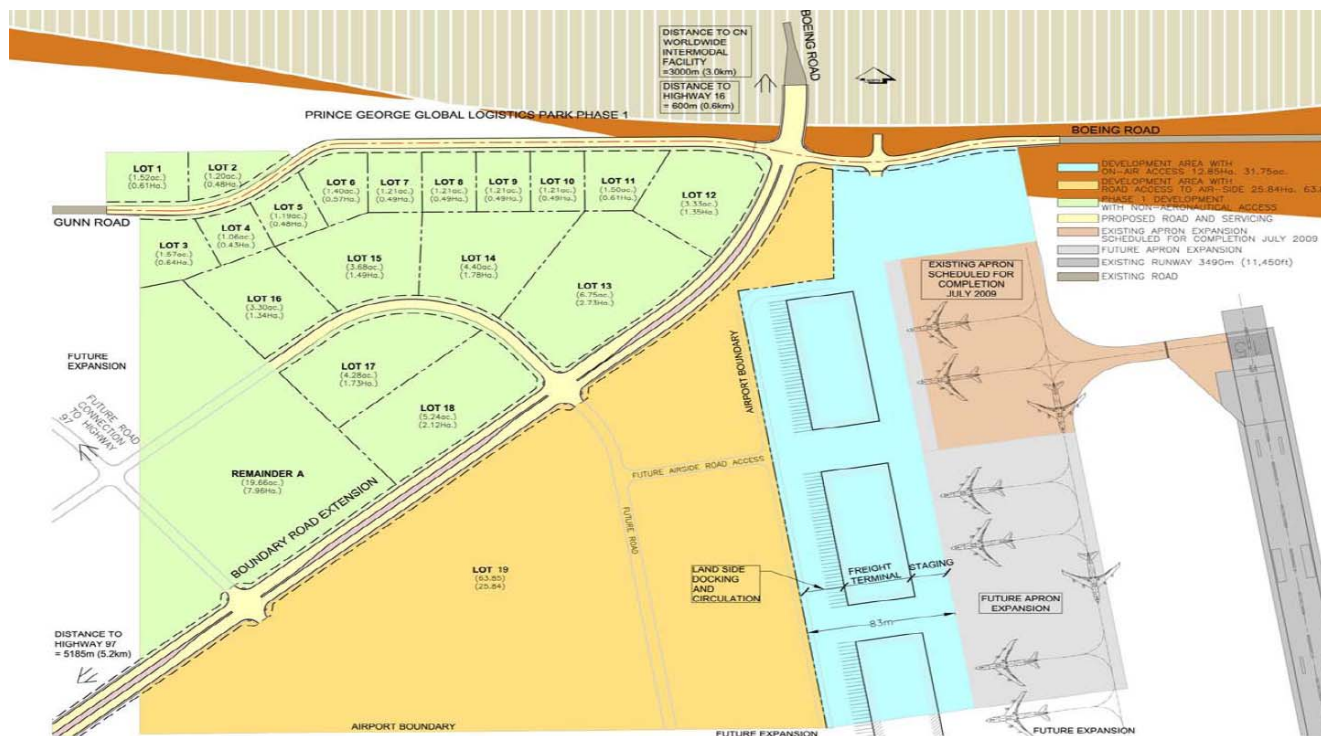 DISTANCE TO CN
WORLDWIDE
INTERMODAL
FACILITY
=3000m (3.0km)
DISTANCE TO
HIGHWAY 16
= 600m (0.6km)
BOEING ROAD
PRINCE GEORGE GLOBAL LOGISTICS PARK PHASE 1
BOEING ROAD
GUNN ROAD
LOT 1
(1.52ac.)
(0.61Ha.)
LOT 2
(1.20ac.)
(0.48Ha.)
LOT 3
(1.57ac.)
(0.64Ha.)
LOT 4
(1.06ac.)
(0.43Ha.)
LOT 5
(1.19ac.)
(0.48Ha.)
LOT 6
(1.40ac.)
(0.57Ha.)
LOT 7
(1.21ac.)
(0.49Ha.)
LOT 8
(1.21ac.)
(0.49Ha.)
LOT 9
(1.21ac.)
(0.49Ha.)
LOT 10
(1.21ac.)
(0.49Ha.)
LOT 11
(1.50ac.)
(0.61Ha.)
LOT 12
(3.33ac.)
(1.35Ha.)
LOT 15
(3.68ac.)
(1.49Ha.)
LOT 14
(4.40ac.)
(1.78Ha.)
LOT 13
(6.75ac.)
(2.73Ha.)
LOT 16
(3.30ac.)
(1.34Ha.)
LOT 17
(4.28ac.)
(1.73Ha.)
LOT 18
(5.24ac.)
(2.12Ha.)
REMAINDER A
(19.66ac.)
(7.96Ha.)
LOT 19
(63.85)
(25.84)
FUTURE
EXPANSION
FUTURE ROAD
CONNECTION
TO HIGHWAY
97
BOUNDARY ROAD EXTENSION
DISTANCE TO
HIGHWAY 97
= 5185m (5.2km)
AIRPORT BOUNDARY
FUTURE AIRSIDE ROAD ACCESS
FUTURE ROAD
AIRPORT BOUNDARY
LAND SIDE
DOCKING
AND
CIRCULATION
FREIGHT
TERMINAL
STAGING
83m
FUTURE EXPANSION
EXISTING APRON
SCHEDULED FOR
COMPLETION
JULY 2009
FUTURE APRON
EXPANSION
FUTURE EXPANSION
DEVELOPMENT AREA WITH
ON-AIR ACCESS 12.85Ha. 31.75ac.
DEVELOPMENT AREA WITH
ROAD ACCESS TO AIR-SIDE 25.84Ha. 63.8
PHASE 1 DEVELOPMENT
WITH NON-AERONAUTICAL ACCESS
PROPOSED ROAD AND SERVICING
EXISTING APRON EXPANSION
SCHEDULED FOR COMPLETION JULY 2009
FUTURE APRON EXPANSION
EXISTING RUNWAY 3490m (11,450ft)
EXISTING ROAD